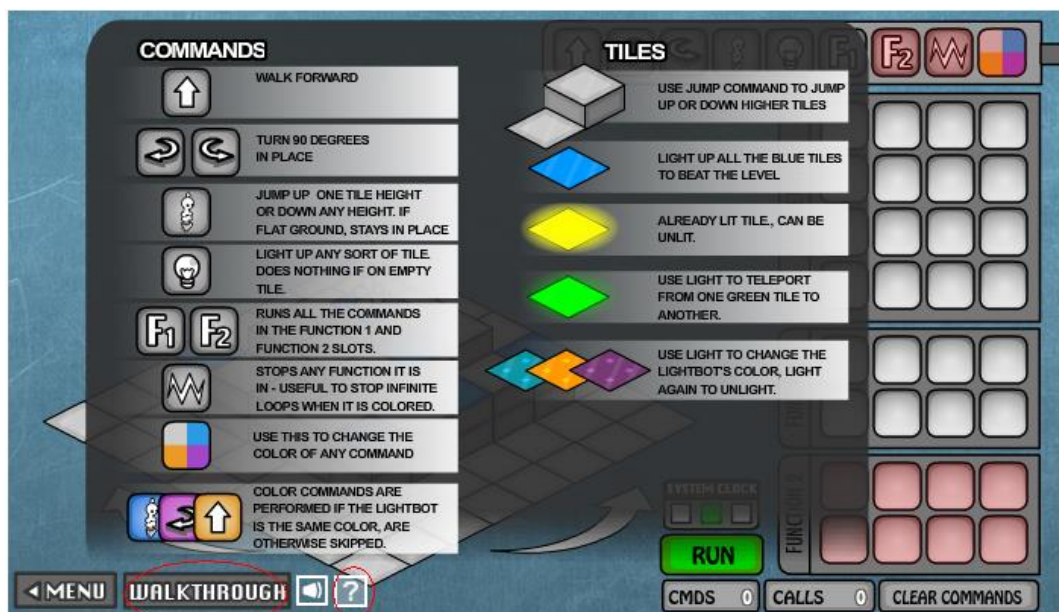 COMMANDS
WALK FORWARD
TURN 90 DEGREES
IN PLACE
JUMP UP ONE TILE HEIGHT
OR DOWN ANY HEIGHT. IF
FLAT GROUND, STAYS IN PLACE
LIGHT UP ANY SORT OF TILE.
DOES NOTHING IF ON EMPTY
TILE.
F1 F2
RUNS ALL THE COMMANDS
IN THE FUNCTION 1 AND
FUNCTION 2 SLOTS.
STOPS ANY FUNCTION IT IS
IN - USEFUL TO STOP INFINITE
LOOPS WHEN IT IS COLORED.
USE THIS TO CHANGE THE
COLOR OF ANY COMMAND
COLOR COMMANDS ARE
PERFORMED IF THE LIGHTBOT
IS THE SAME COLOR, ARE
OTHERWISE SKIPPED.
TILES
USE JUMP COMMAND TO JUMP
UP OR DOWN HIGHER TILES
LIGHT UP ALL THE BLUE TILES
TO BEAT THE LEVEL
ALREADY LIT TILE., CAN BE
UNLIT.
USE LIGHT TO TELEPORT
FROM ONE GREEN TILE TO
ANOTHER.
USE LIGHT TO CHANGE THE
LIGHTBOT'S COLOR, LIGHT
AGAIN TO UNLIGHT.
F1 F2
SYSTEM CLOCK
FUNCTION 2
RUN
MENU
WALKTHROUGH
?
CMDS 0
CALLS 0
CLEAR COMMANDS